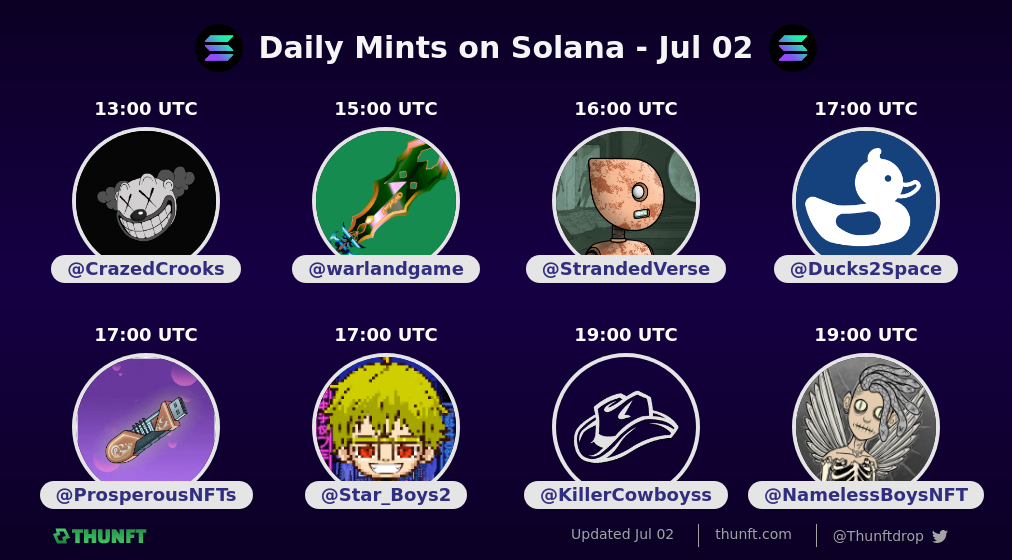 Daily Mints on Solana - Jul 02
13:00 UTC
15:00 UTC
16:00 UTC
17:00 UTC
@CrazedCrooks
@warlandgame
@StrandedVerse
@Ducks2Space
17:00 UTC
17:00 UTC
19:00 UTC
19:00 UTC
@ProsperousNFTs
@Star_Boys2
@KillerCowboyss
@NamelessBoysNFT
THUNFT
Updated Jul 02
thunft.com
@Thunftdrop